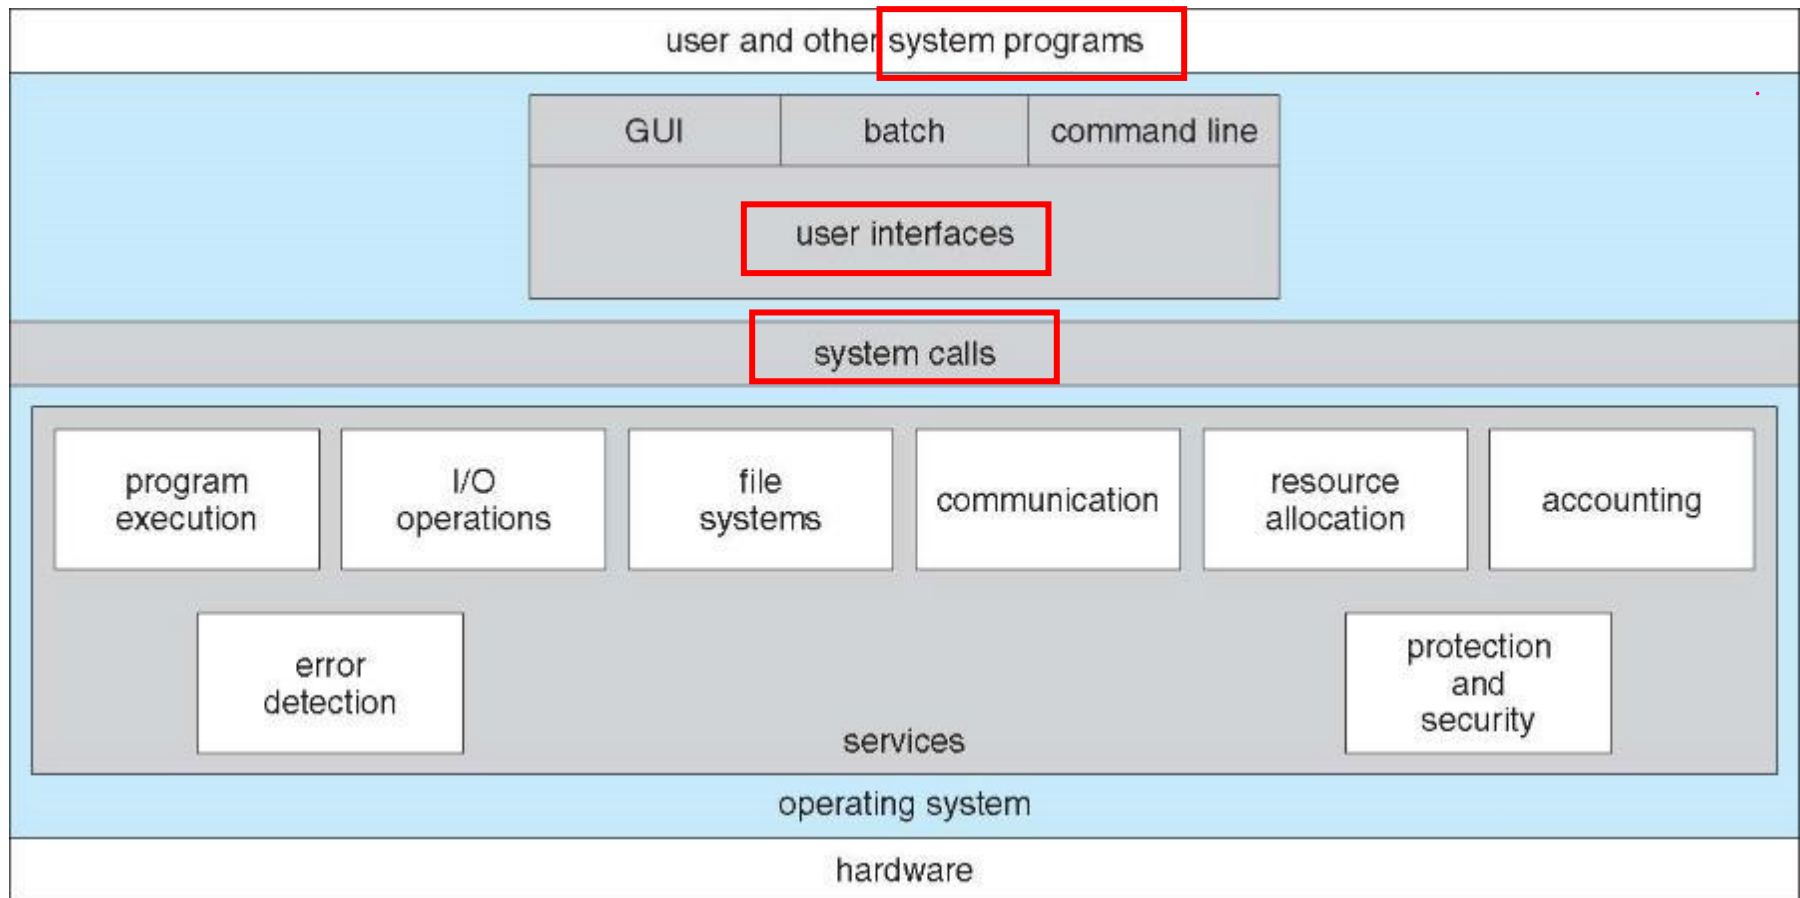 user and other system programs
GUI
batch
command line
user interfaces
system calls
program
execution
I/O
operations
file
systems
communication
resource
allocation
accounting
error
detection
protection
and
security
services
operating system
hardware